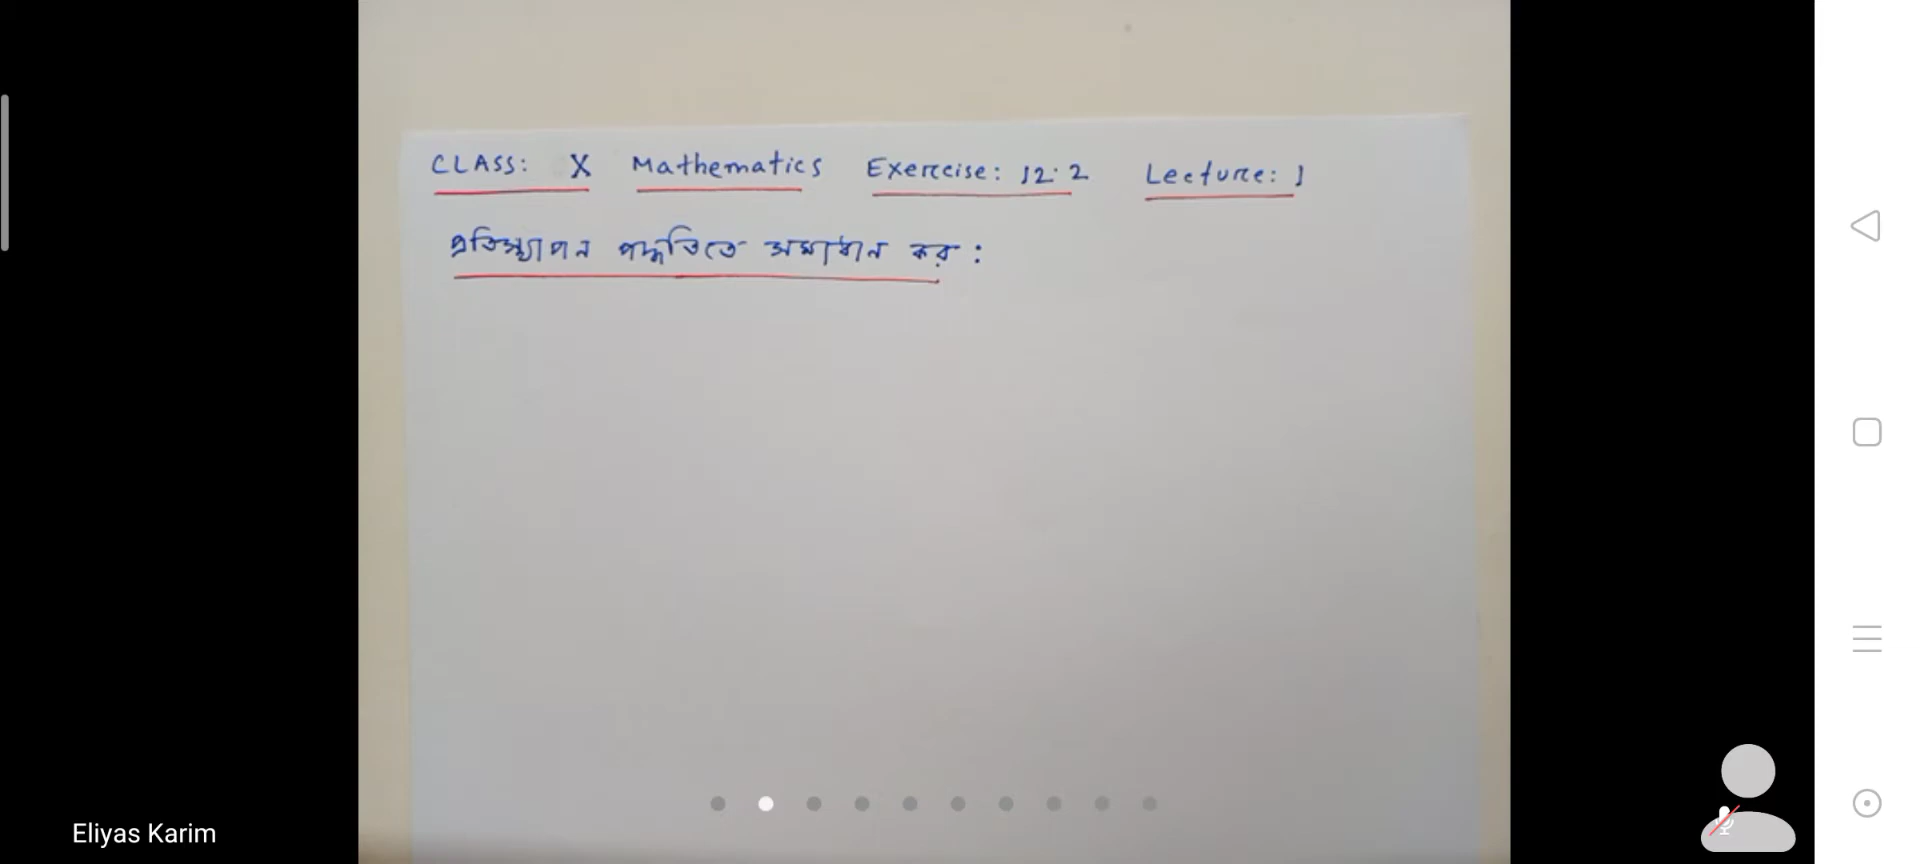 CLASS: X Mathematics Exercise: 12.2 Lecture: 1
প্রতিস্থাপন পদ্ধতিতে সমাধান কর :
Eliyas Karim